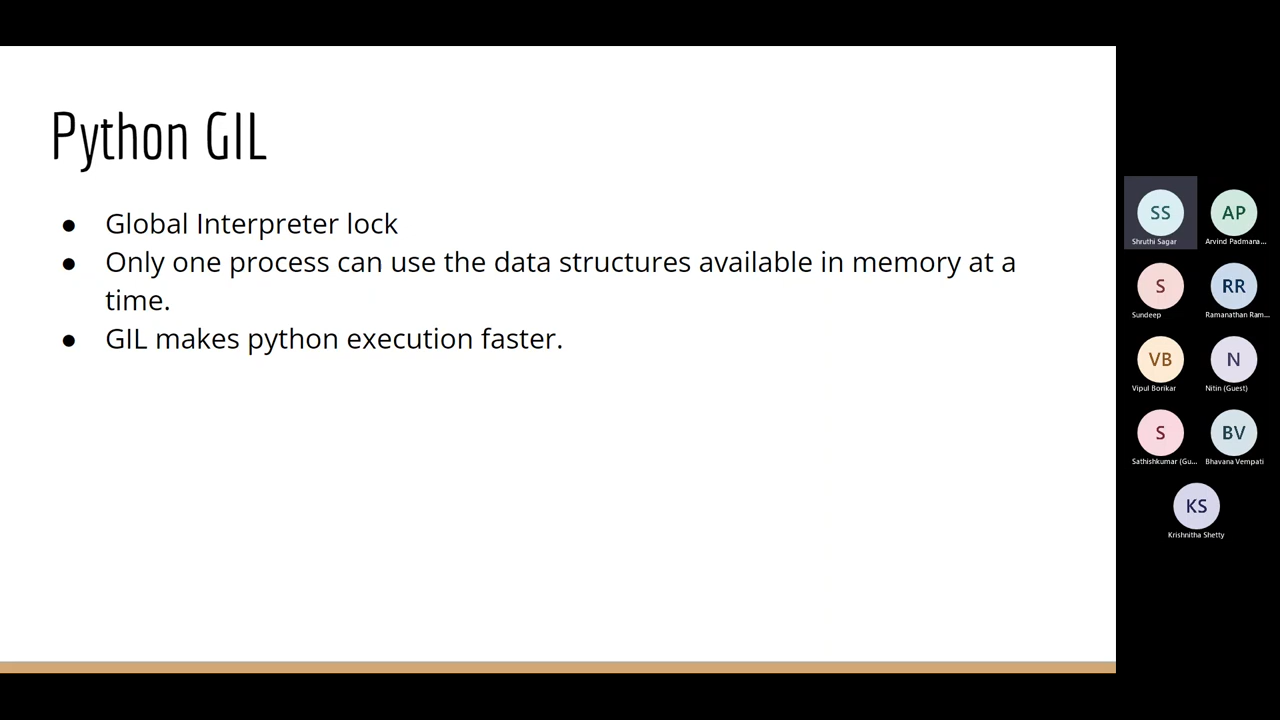 Python GIL
● Global Interpreter lock
● Only one process can use the data structures available in memory at a
time.
● GIL makes python execution faster.
SS
Shruthi Sagar
AP
Arvind Padmana...
S
Sundeep
RR
Ramanathan Ram...
VB
Vipul Borikar
N
Nitin (Guest)
S
Sathishkumar (Gu...
BV
Bhavana Vempati
KS
Krishnitha Shetty